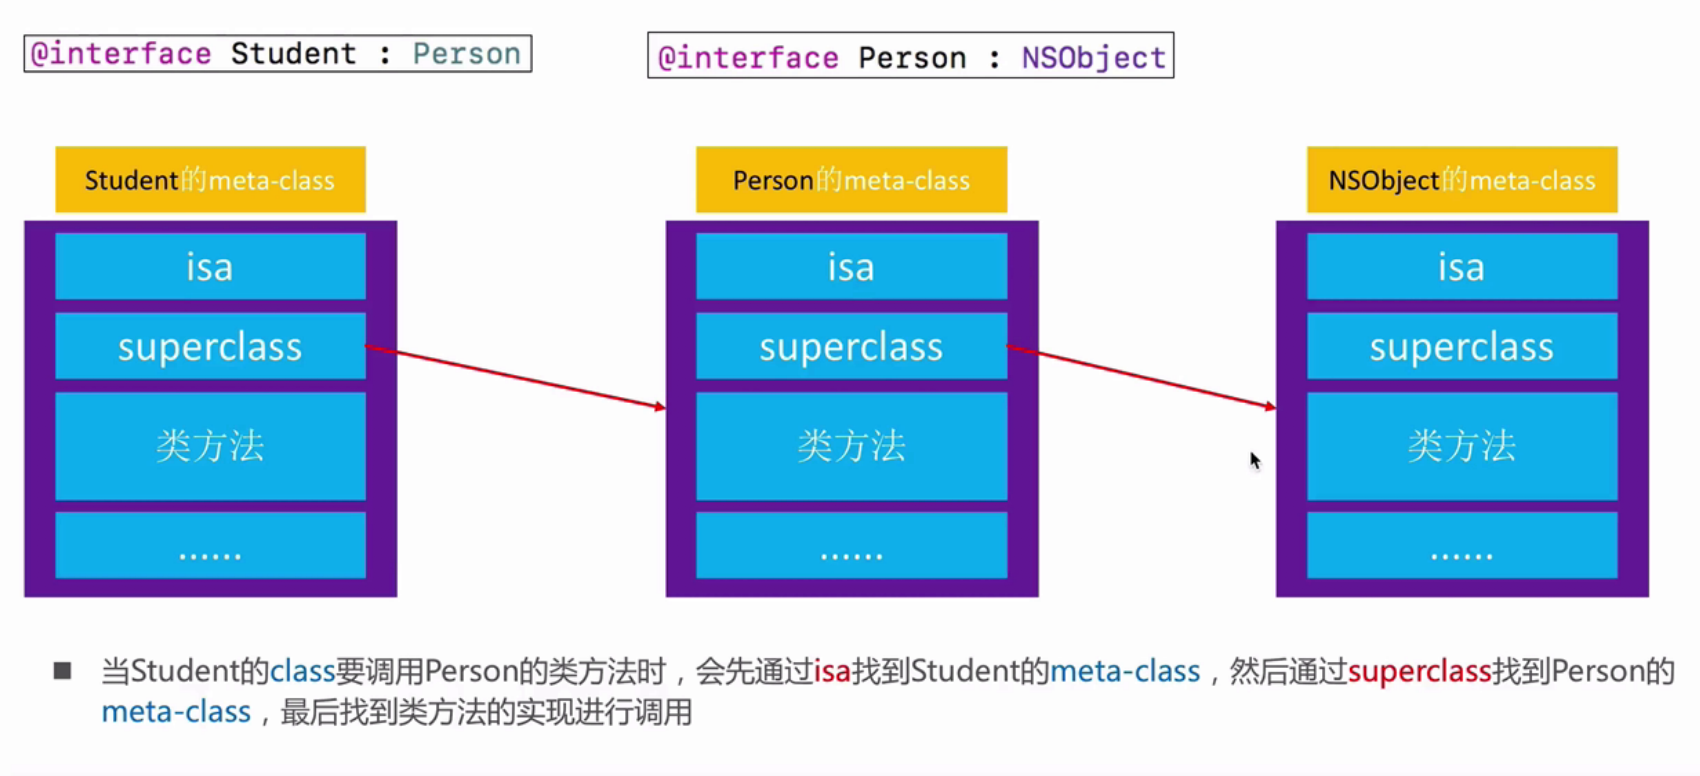 @interface Student : Person
@interface Person : NSObject
Student的meta-class
isa
superclass
类方法
......
Person的meta-class
isa
superclass
类方法
......
NSObject的meta-class
isa
superclass
类方法
......
■ 当Student的class要调用Person的类方法时，会先通过isa找到Student的meta-class，然后通过superclass找到Person的
meta-class，最后找到类方法的实现进行调用